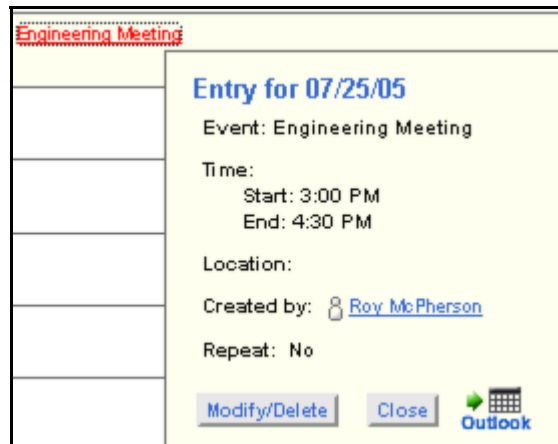 Engineering Meeting
Entry for 07/25/05
Event: Engineering Meeting
Time:
Start: 3:00 PM
End: 4:30 PM
Location:
Created by: Roy McPherson
Repeat: No
Modify/Delete Close Outlook